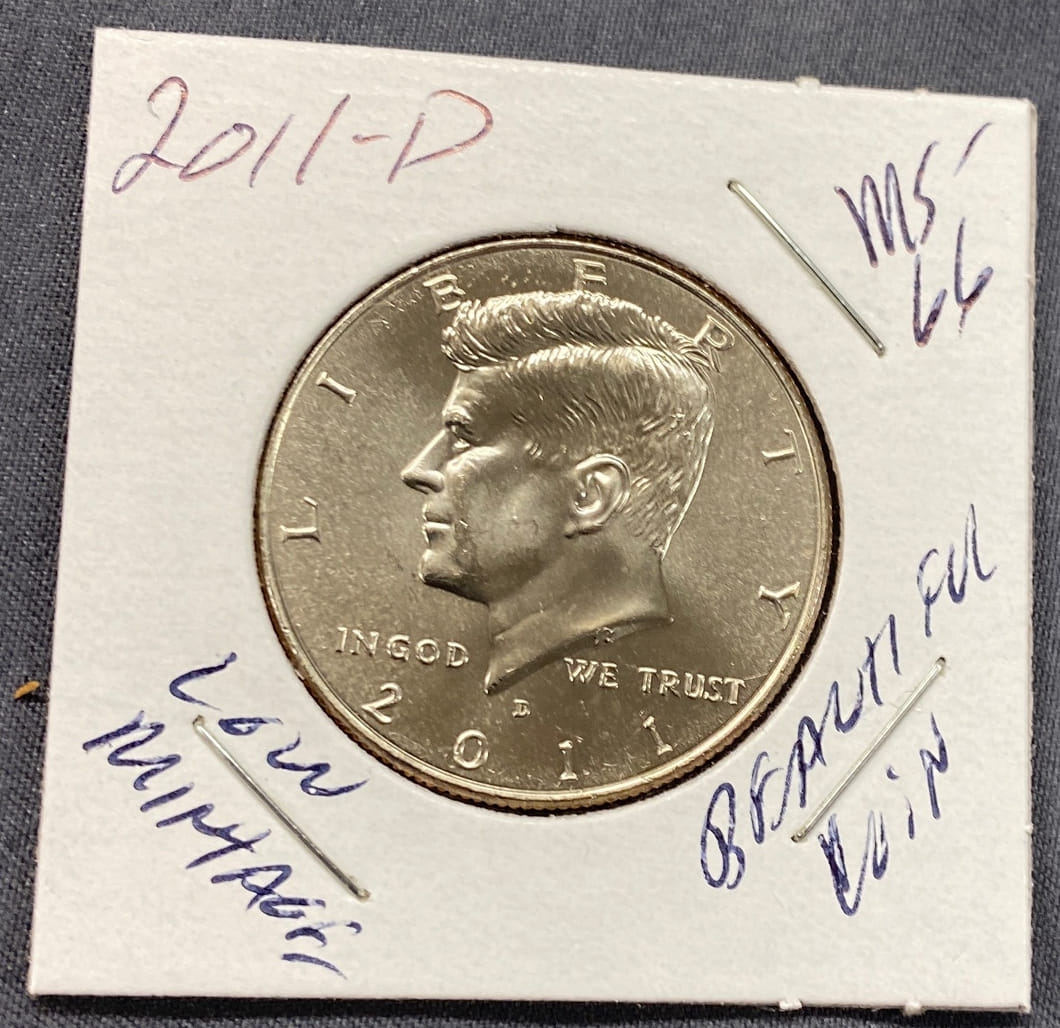 2011-D
MS
66
LIBERTY
IN GOD WE TRUST
D
2011
LOW
MINTAGE
BEAUTIFUL
COIN